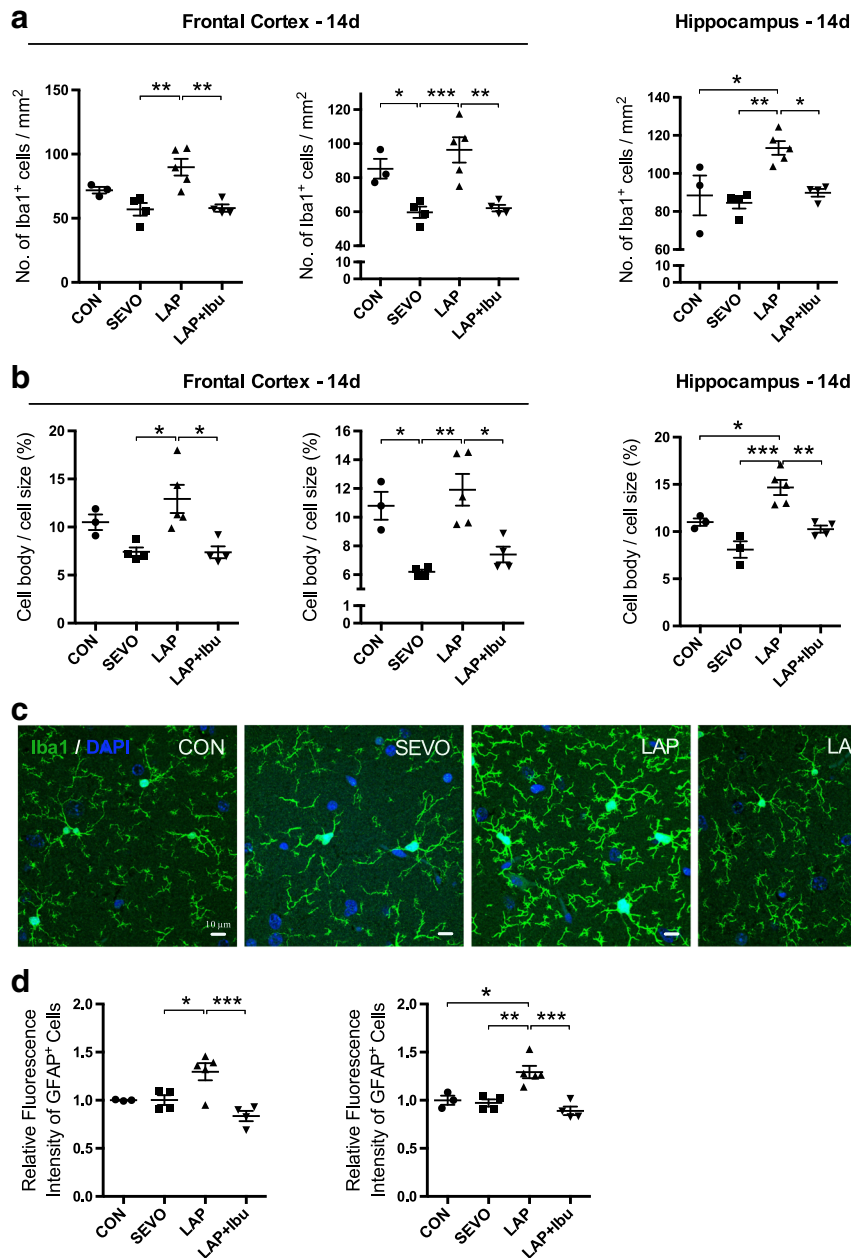 a
Frontal Cortex - 14d
Hippocampus - 14d
No. of Iba1+ cells / mm2
150
100
50
0
** **
CON
SEVO
LAP
LAP+Ibu
No. of Iba1+ cells / mm2
120
100
80
60
40
10
0
* *** **
CON
SEVO
LAP
LAP+Ibu
No. of Iba1+ cells / mm2
140
120
100
80
60
10
0
*
** *
CON
SEVO
LAP
LAP+Ibu
b
Frontal Cortex - 14d
Hippocampus - 14d
Cell body / cell size (%)
20
15
10
5
0
* *
CON
SEVO
LAP
LAP+Ibu
Cell body / cell size (%)
16
14
12
10
8
6
4
1
0
* ** *
CON
SEVO
LAP
LAP+Ibu
Cell body / cell size (%)
20
15
10
5
0
*
*** **
CON
SEVO
LAP
LAP+Ibu
c
Iba1 / DAPI CON
10 μm
SEVO
LAP
LA
d
Relative Fluorescence
Intensity of GFAP+ Cells
2.0
1.5
1.0
0.5
0.0
* ***
CON
SEVO
LAP
LAP+Ibu
Relative Fluorescence
Intensity of GFAP+ Cells
2.0
1.5
1.0
0.5
0.0
*
** ***
CON
SEVO
LAP
LAP+Ibu